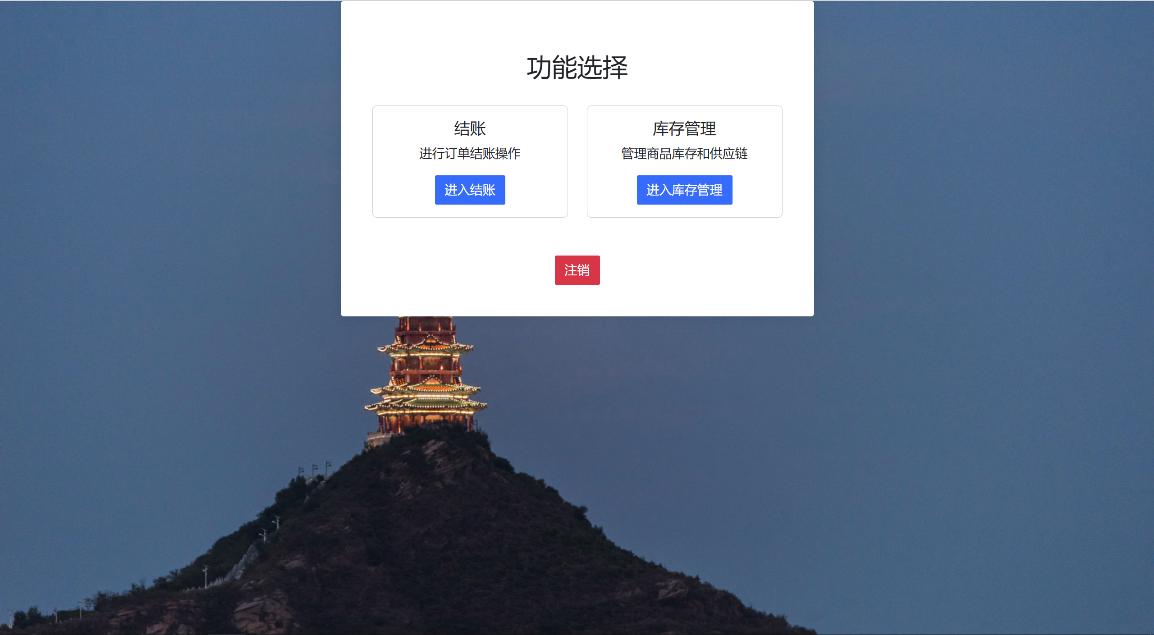 功能选择
结账
进行订单结账操作
进入结账
库存管理
管理商品库存和供应链
进入库存管理
注销